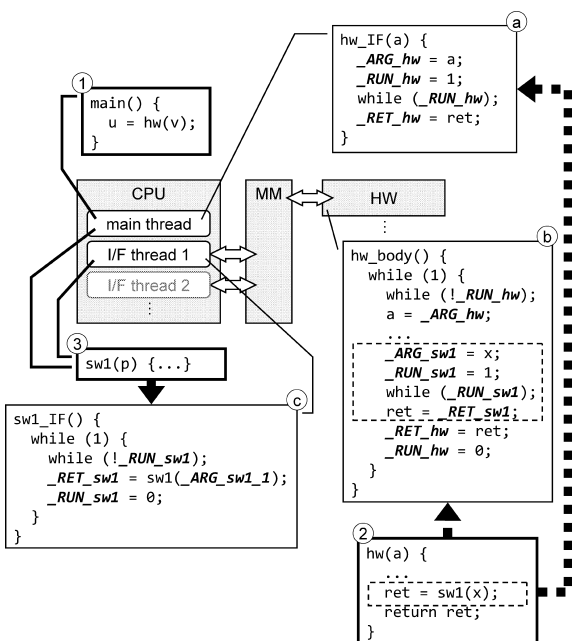 a
hw_IF(a) {
_ARG_hw = a;
_RUN_hw = 1;
while (_RUN_hw);
_RET_hw = ret;
}
1
main() {
u = hw(v);
}
CPU
main thread
I/F thread 1
I/F thread 2
⋮
MM
HW
⋮
b
hw_body() {
while (1) {
while (!_RUN_hw);
a = _ARG_hw;
...
_ARG_sw1 = x;
_RUN_sw1 = 1;
while (_RUN_sw1);
ret = _RET_sw1;
_RET_hw = ret;
_RUN_hw = 0;
}
}
3
sw1(p) {...}
c
sw1_IF() {
while (1) {
while (!_RUN_sw1);
_RET_sw1 = sw1(_ARG_sw1_1);
_RUN_sw1 = 0;
}
}
2
hw(a) {
...
ret = sw1(x);
return ret;
}